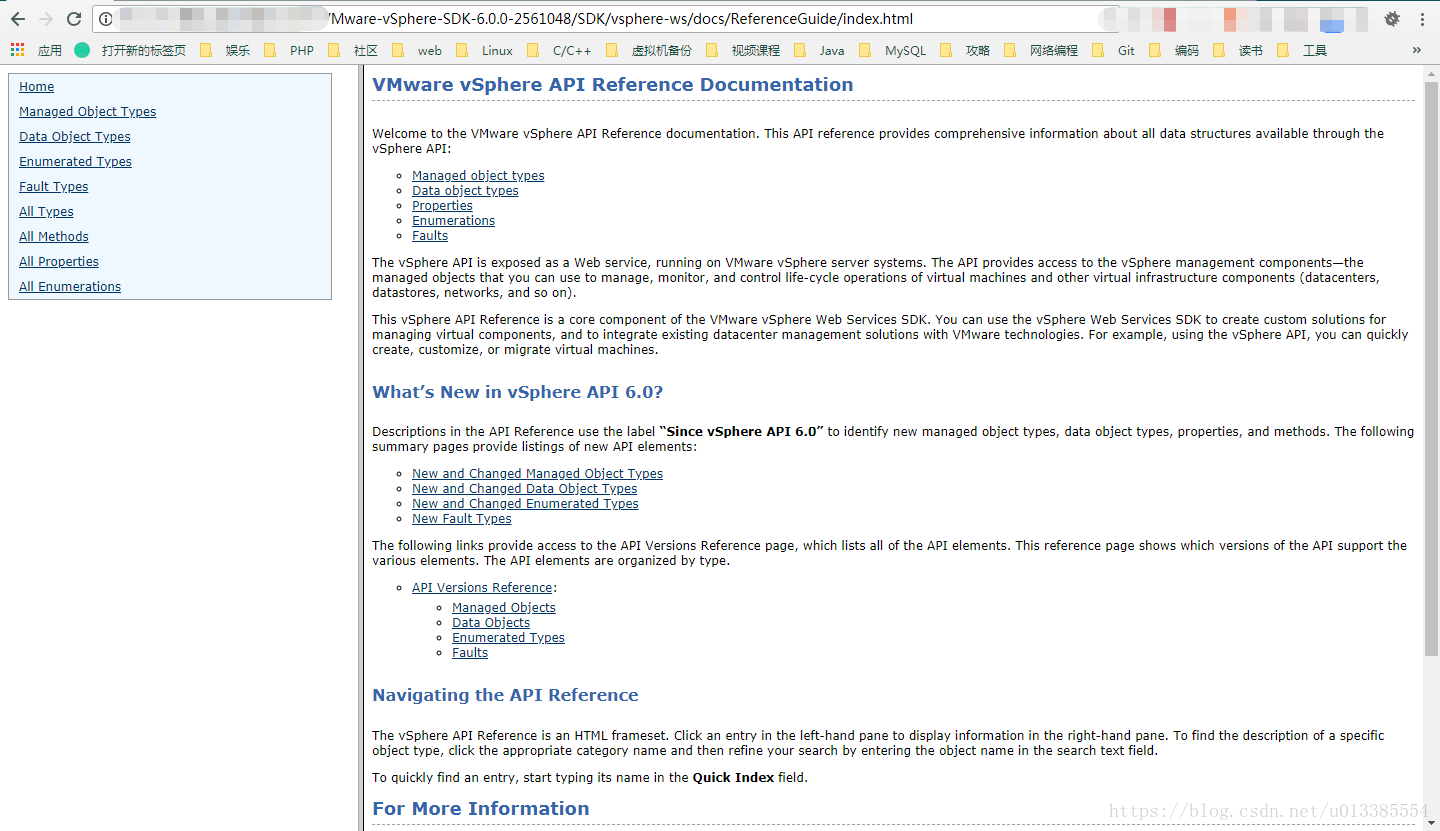 /Mware-vSphere-SDK-6.0.0-2561048/SDK/vsphere-ws/docs/ReferenceGuide/index.html
应用 打开新的标签页 娱乐 PHP 社区 web Linux C/C++ 虚拟机备份 视频课程 Java MySQL 攻略 网络编程 Git 编码 读书 工具 »
Home
Managed Object Types
Data Object Types
Enumerated Types
Fault Types
All Types
All Methods
All Properties
All Enumerations
VMware vSphere API Reference Documentation
Welcome to the VMware vSphere API Reference documentation. This API reference provides comprehensive information about all data structures available through the
vSphere API:
Managed object types
Data object types
Properties
Enumerations
Faults
The vSphere API is exposed as a Web service, running on VMware vSphere server systems. The API provides access to the vSphere management components—the
managed objects that you can use to manage, monitor, and control life-cycle operations of virtual machines and other virtual infrastructure components (datacenters,
datastores, networks, and so on).
This vSphere API Reference is a core component of the VMware vSphere Web Services SDK. You can use the vSphere Web Services SDK to create custom solutions for
managing virtual components, and to integrate existing datacenter management solutions with VMware technologies. For example, using the vSphere API, you can quickly
create, customize, or migrate virtual machines.
What’s New in vSphere API 6.0?
Descriptions in the API Reference use the label “Since vSphere API 6.0” to identify new managed object types, data object types, properties, and methods. The following
summary pages provide listings of new API elements:
New and Changed Managed Object Types
New and Changed Data Object Types
New and Changed Enumerated Types
New Fault Types
The following links provide access to the API Versions Reference page, which lists all of the API elements. This reference page shows which versions of the API support the
various elements. The API elements are organized by type.
API Versions Reference:
Managed Objects
Data Objects
Enumerated Types
Faults
Navigating the API Reference
The vSphere API Reference is an HTML frameset. Click an entry in the left-hand pane to display information in the right-hand pane. To find the description of a specific
object type, click the appropriate category name and then refine your search by entering the object name in the search text field.
To quickly find an entry, start typing its name in the Quick Index field.
For More Information
https://blog.csdn.net/u013385554